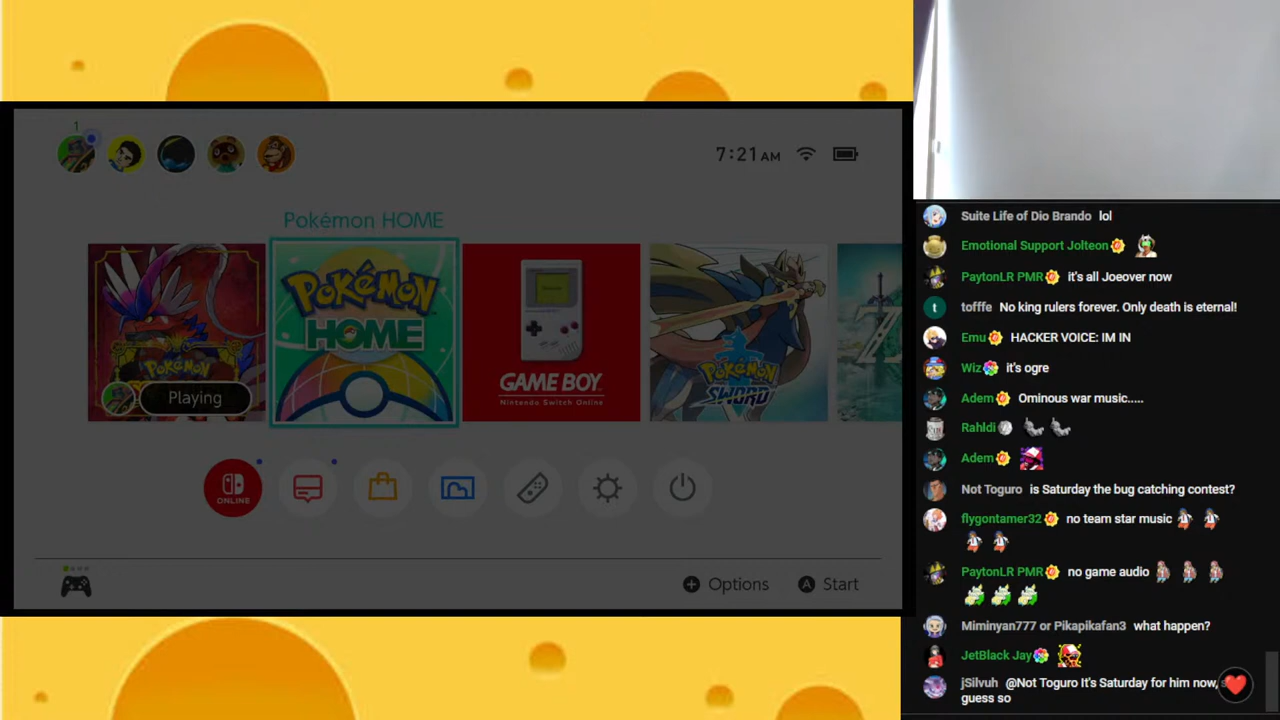 1
7:21 AM
Pokémon HOME
POKÉMON
Playing
Pokémon
HOME
GAME BOY
Nintendo Switch Online
Pokémon
SWORD
Z
ONLINE
Options
A Start
Suite Life of Dio Brando lol
Emotional Support Jolteon
PaytonLR PMR it's all Joeover now
tofffe No king rulers forever. Only death is eternal!
Emu HACKER VOICE: IM IN
Wiz it's ogre
Adem Ominous war music.....
Rahldi
Adem
Not Toguro is Saturday the bug catching contest?
flygontamer32 no team star music
PaytonLR PMR no game audio
Miminyan777 or Pikapikafan3 what happen?
JetBlack Jay
jSilvuh @Not Toguro It's Saturday for him now,
guess so